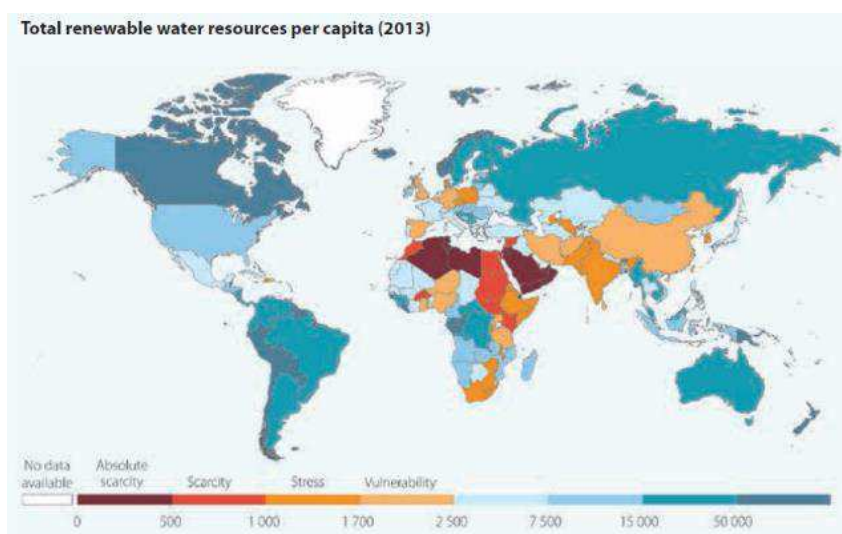 Total renewable water resources per capita (2013)
No data available
Absolute scarcity
Scarcity
Stress
Vulnerability
0
500
1 000
1 700
2 500
7 500
15 000
50 000